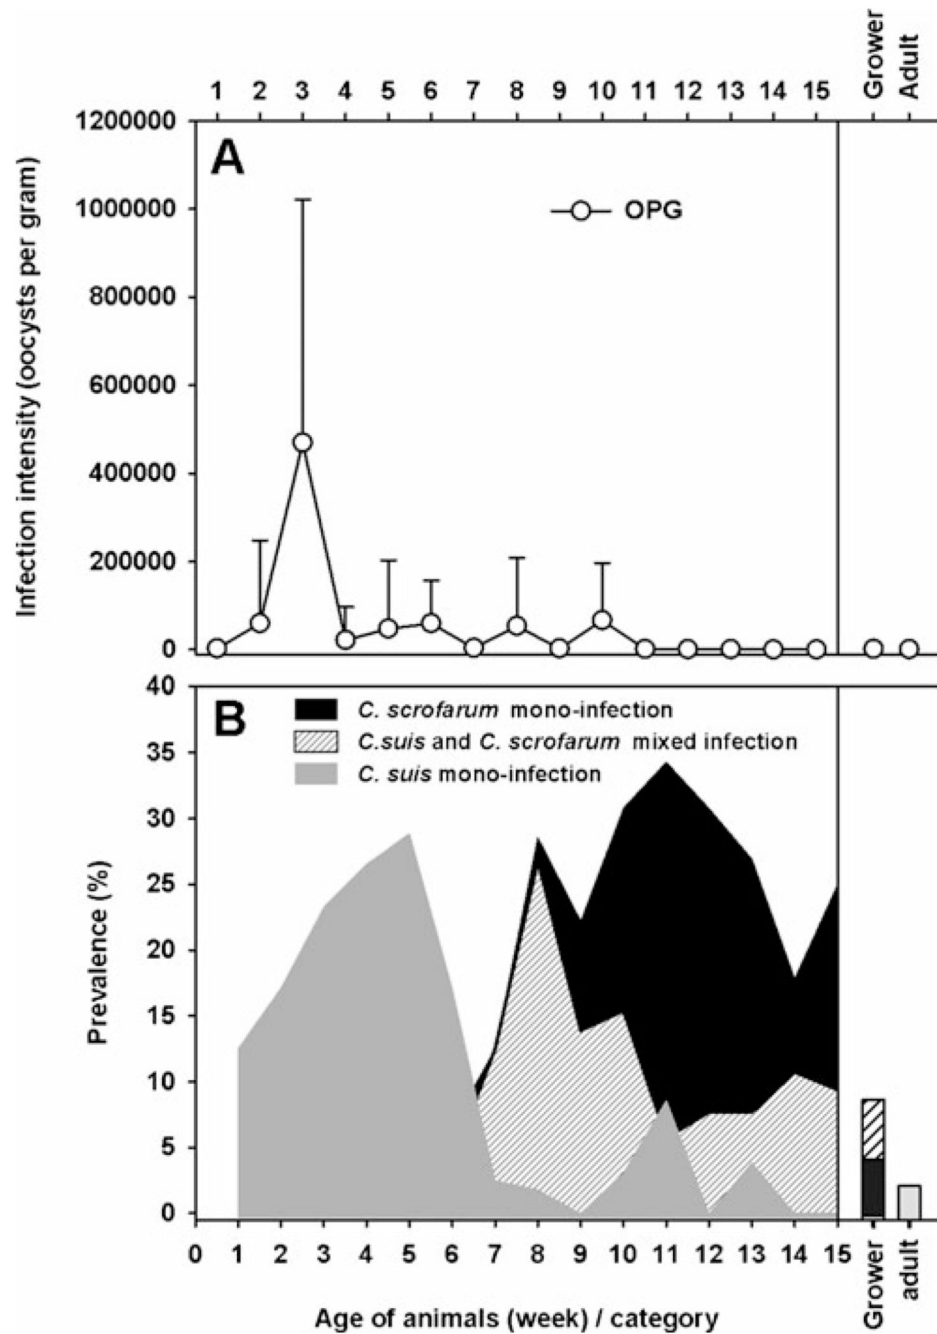 Grower
Adult
1 2 3 4 5 6 7 8 9 10 11 12 13 14 15
Infection intensity (oocysts per gram)
1200000
1000000
800000
600000
400000
200000
0
A
OPG
B
C. scrofarum mono-infection
C.suis and C. scrofarum mixed infection
C. suis mono-infection
Prevalence (%)
40
35
30
25
20
15
10
5
0
0 1 2 3 4 5 6 7 8 9 10 11 12 13 14 15
Grower
adult
Age of animals (week) / category